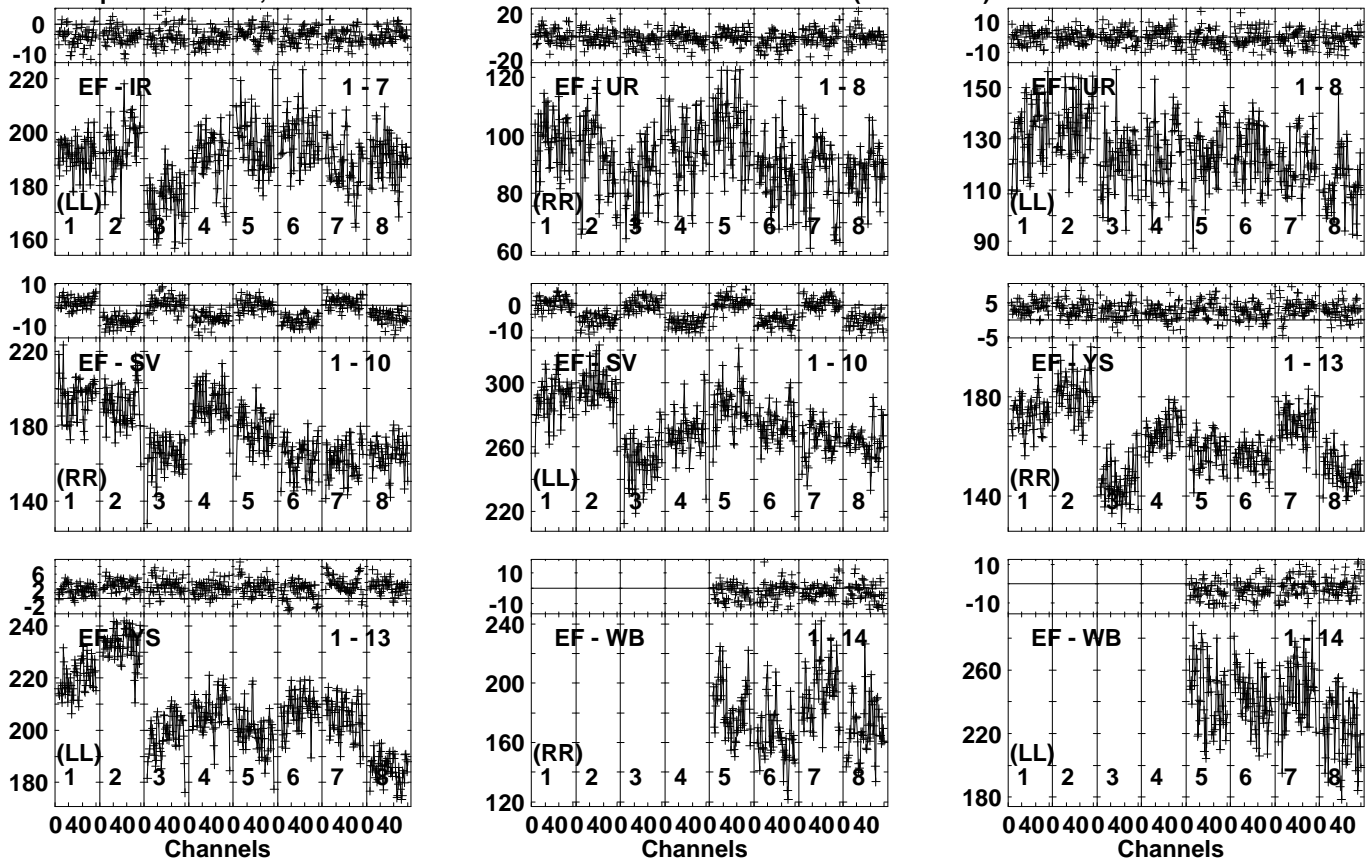 0
-10
220
200
180
160
EF - IR 1 - 7
(LL)
1 2 3 4 5 6 7 8
20
-20
120
100
80
60
EF - UR 1 - 8
(RR)
1 2 3 4 5 6 7 8
10
-10
150
130
110
90
EF - UR 1 - 8
(LL)
1 2 3 4 5 6 7 8
10
-10
220
180
140
EF - SV 1 - 10
(RR)
1 2 3 4 5 6 7 8
0
-10
300
260
220
EF - SV 1 - 10
(LL)
1 2 3 4 5 6 7 8
5
-5
180
140
EF - YS 1 - 13
(RR)
1 2 3 4 5 6 7 8
6
2
-2
240
220
200
180
EF - YS 1 - 13
(LL)
1 2 3 4 5 6 7 8
0 40 0 40 0 40 0 40 0 40 0 40 0 40 0 40
Channels
10
-10
240
200
160
120
EF - WB 1 - 14
(RR)
1 2 3 4 5 6 7 8
0 40 0 40 0 40 0 40 0 40 0 40 0 40 0 40
Channels
10
-10
260
220
180
EF - WB 1 - 14
(LL)
1 2 3 4 5 6 7 8
0 40 0 40 0 40 0 40 0 40 0 40 0 40 0 40
Channels